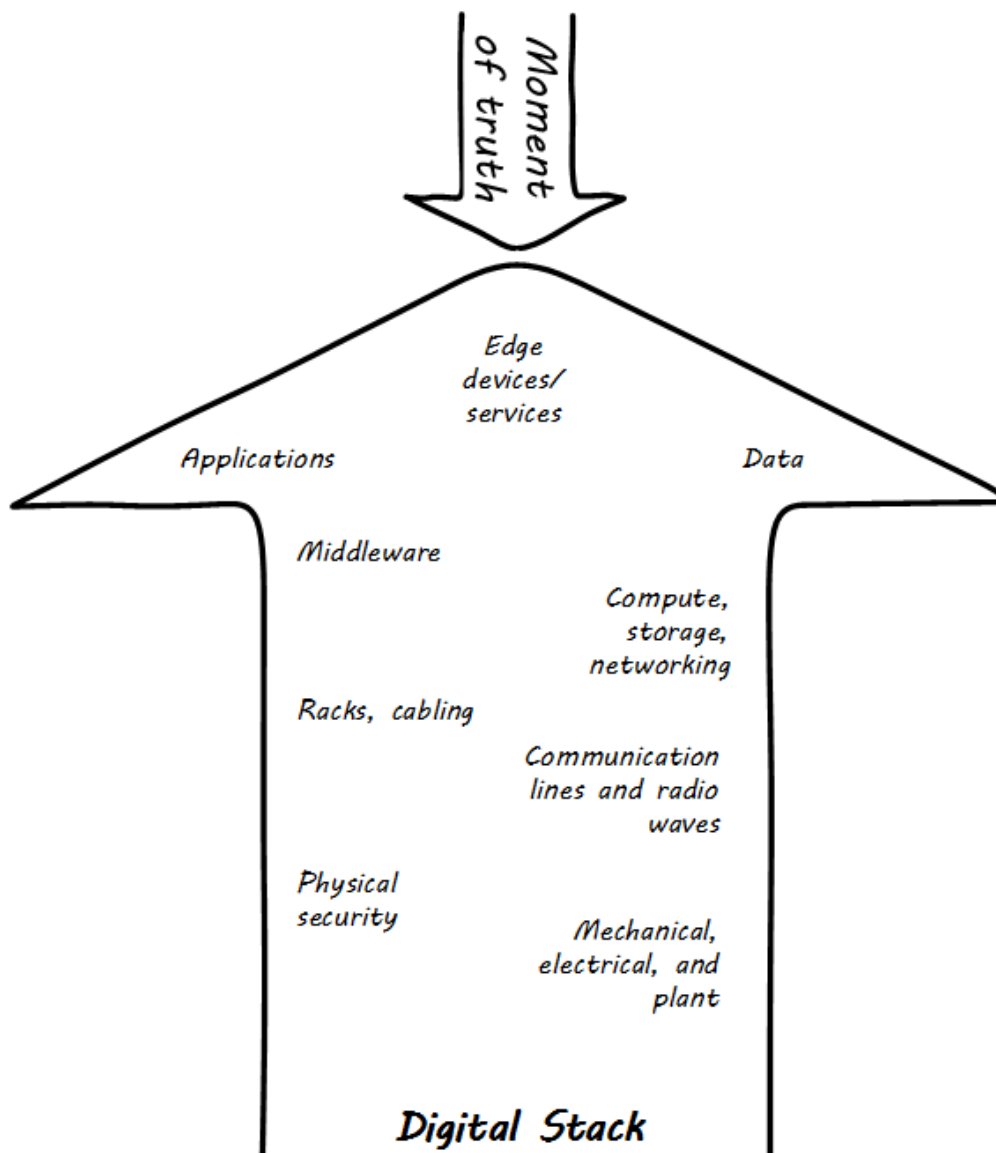 Moment
of truth
Edge
devices/
services
Applications
Data
Middleware
Compute,
storage,
networking
Racks, cabling
Communication
lines and radio
waves
Physical
security
Mechanical,
electrical, and
plant
Digital Stack